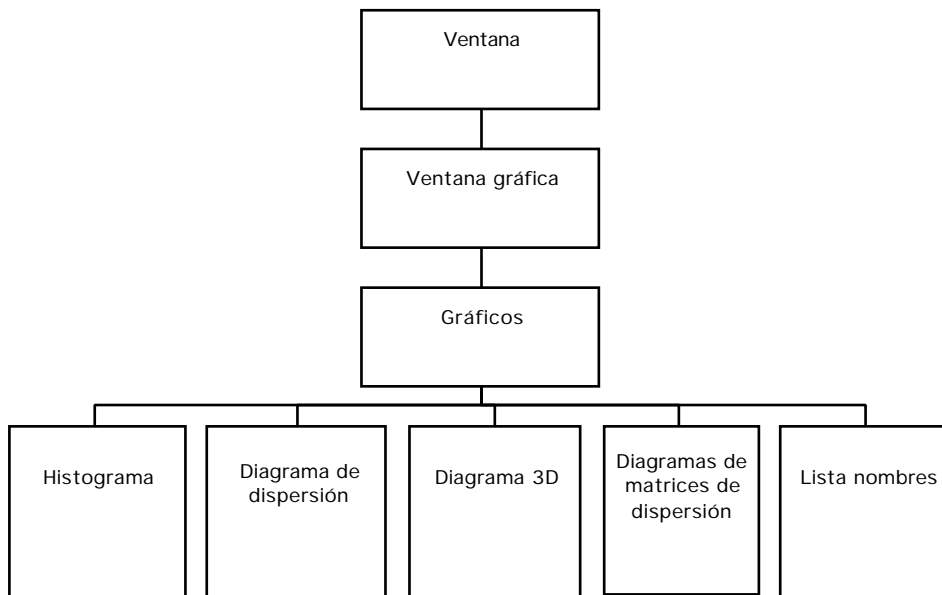 Ventana
Ventana gráfica
Gráficos
Histograma
Diagrama de
dispersión
Diagrama 3D
Diagramas de
matrices de
dispersión
Lista nombres